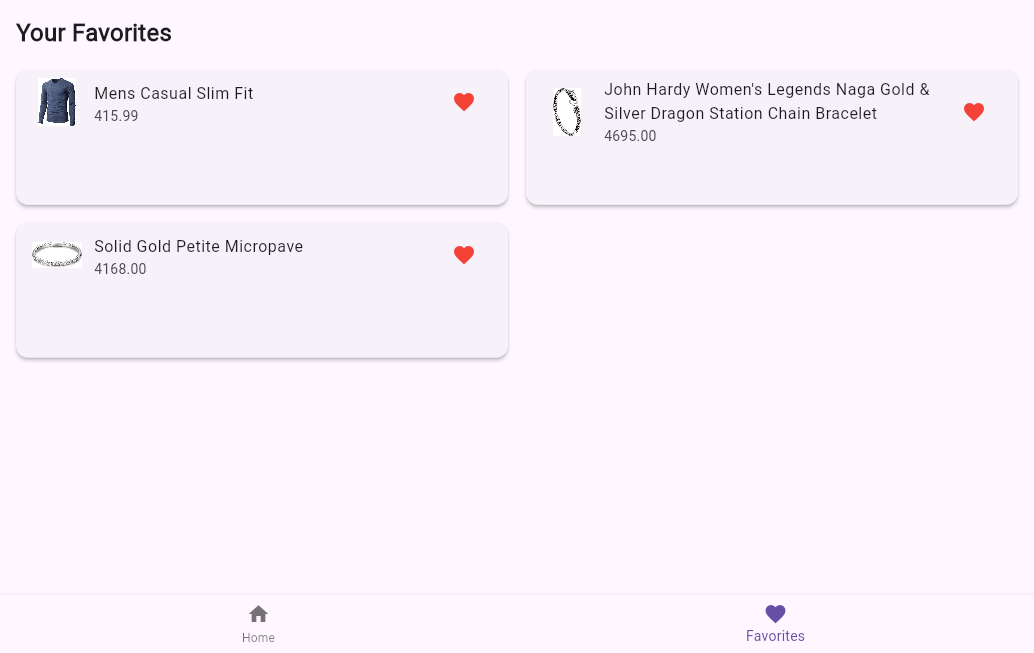 Your Favorites
Mens Casual Slim Fit
415.99
John Hardy Women's Legends Naga Gold &
Silver Dragon Station Chain Bracelet
4695.00
Solid Gold Petite Micropave
4168.00
Home
Favorites